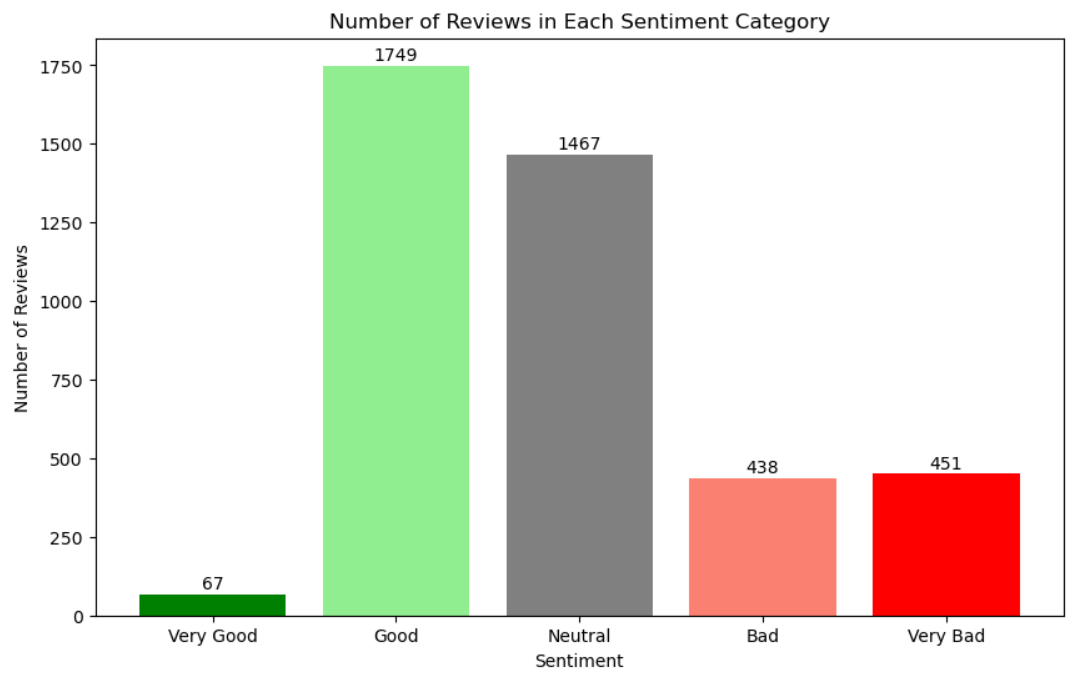 Number of Reviews in Each Sentiment Category
Number of Reviews
1750
1500
1250
1000
750
500
250
0
67
1749
1467
438
451
Very Good
Good
Neutral
Bad
Very Bad
Sentiment